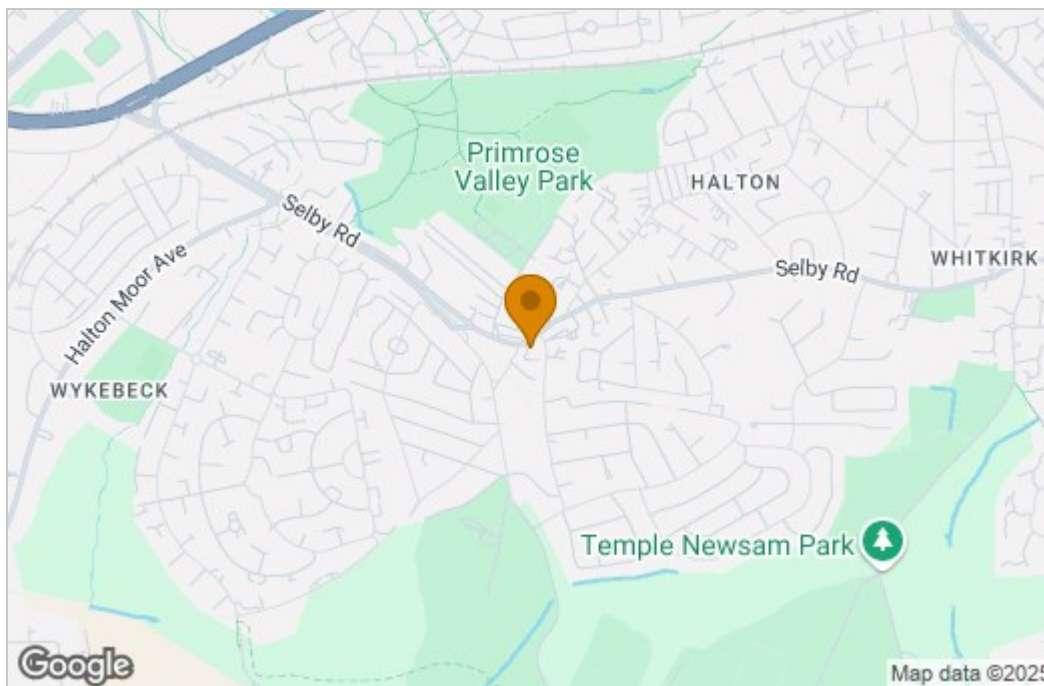 Primrose
Valley Park
HALTON
Selby Rd
Selby Rd
WHITKIRK
Halton Moor Ave
WYKEBECK
Temple Newsam Park
Google
Map data ©2025